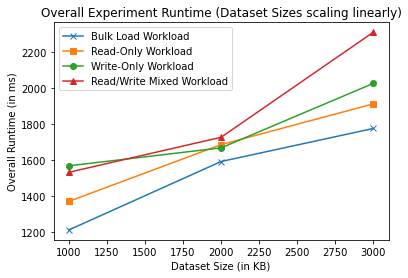 Overall Experiment Runtime (Dataset Sizes scaling linearly)
Bulk Load Workload
Read-Only Workload
Write-Only Workload
Read/Write Mixed Workload
Overall Runtime (in ms)
2200
2000
1800
1600
1400
1200
1000 1250 1500 1750 2000 2250 2500 2750 3000
Dataset Size (in KB)